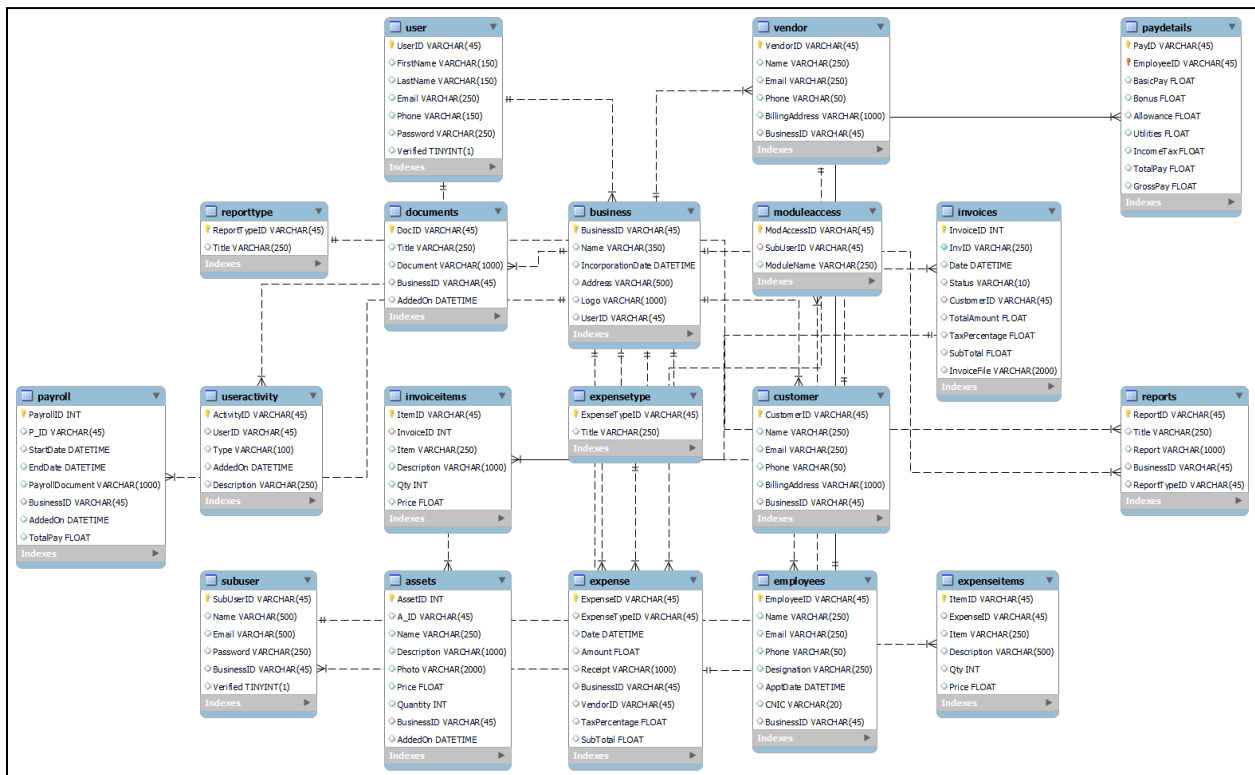 user
UserID VARCHAR(45)
FirstName VARCHAR(150)
LastName VARCHAR(150)
Email VARCHAR(250)
Phone VARCHAR(150)
Password VARCHAR(250)
Verified TINYINT(1)
Indexes
vendor
VendorID VARCHAR(45)
Name VARCHAR(250)
Email VARCHAR(250)
Phone VARCHAR(50)
BillingAddress VARCHAR(1000)
BusinessID VARCHAR(45)
Indexes
paydetails
PayID VARCHAR(45)
EmployeeID VARCHAR(45)
BasicPay FLOAT
Bonus FLOAT
Allowance FLOAT
Utilities FLOAT
IncomeTax FLOAT
TotalPay FLOAT
GrossPay FLOAT
Indexes
reporttype
ReportTypeID VARCHAR(45)
Title VARCHAR(250)
Indexes
documents
DocID VARCHAR(45)
Title VARCHAR(250)
Document VARCHAR(1000)
BusinessID VARCHAR(45)
AddedOn DATETIME
Indexes
business
BusinessID VARCHAR(45)
Name VARCHAR(350)
IncorporationDate DATETIME
Address VARCHAR(500)
Logo VARCHAR(1000)
UserID VARCHAR(45)
Indexes
moduleaccess
ModAccessID VARCHAR(45)
SubUserID VARCHAR(45)
ModuleName VARCHAR(250)
Indexes
invoices
InvoiceID INT
InvID VARCHAR(250)
Date DATETIME
Status VARCHAR(10)
CustomerID VARCHAR(45)
TotalAmount FLOAT
TaxPercentage FLOAT
SubTotal FLOAT
InvoiceFile VARCHAR(2000)
Indexes
payroll
PayrollID INT
P_ID VARCHAR(45)
StartDate DATETIME
EndDate DATETIME
PayrollDocument VARCHAR(1000)
BusinessID VARCHAR(45)
AddedOn DATETIME
TotalPay FLOAT
Indexes
useractivity
ActivityID VARCHAR(45)
UserID VARCHAR(45)
Type VARCHAR(100)
AddedOn DATETIME
Description VARCHAR(250)
Indexes
invoiceitems
ItemID VARCHAR(45)
InvoiceID INT
Item VARCHAR(250)
Description VARCHAR(1000)
Qty INT
Price FLOAT
Indexes
expensetype
ExpenseTypeID VARCHAR(45)
Title VARCHAR(250)
Indexes
customer
CustomerID VARCHAR(45)
Name VARCHAR(250)
Email VARCHAR(250)
Phone VARCHAR(50)
BillingAddress VARCHAR(1000)
BusinessID VARCHAR(45)
Indexes
reports
ReportID VARCHAR(45)
Title VARCHAR(250)
Report VARCHAR(1000)
BusinessID VARCHAR(45)
ReportTypeID VARCHAR(45)
Indexes
subuser
SubUserID VARCHAR(45)
Name VARCHAR(500)
Email VARCHAR(500)
Password VARCHAR(250)
BusinessID VARCHAR(45)
Verified TINYINT(1)
Indexes
assets
AssetID INT
A_ID VARCHAR(45)
Name VARCHAR(250)
Description VARCHAR(1000)
Photo VARCHAR(2000)
Price FLOAT
Quantity INT
BusinessID VARCHAR(45)
AddedOn DATETIME
Indexes
expense
ExpenseID VARCHAR(45)
ExpenseTypeID VARCHAR(45)
Date DATETIME
Amount FLOAT
Receipt VARCHAR(1000)
BusinessID VARCHAR(45)
VendorID VARCHAR(45)
TaxPercentage FLOAT
SubTotal FLOAT
Indexes
employees
EmployeeID VARCHAR(45)
Name VARCHAR(250)
Email VARCHAR(250)
Phone VARCHAR(50)
Designation VARCHAR(250)
ApptDate DATETIME
CNIC VARCHAR(20)
BusinessID VARCHAR(45)
Indexes
expenseitems
ItemID VARCHAR(45)
ExpenseID VARCHAR(45)
Item VARCHAR(250)
Description VARCHAR(500)
Qty INT
Price FLOAT
Indexes